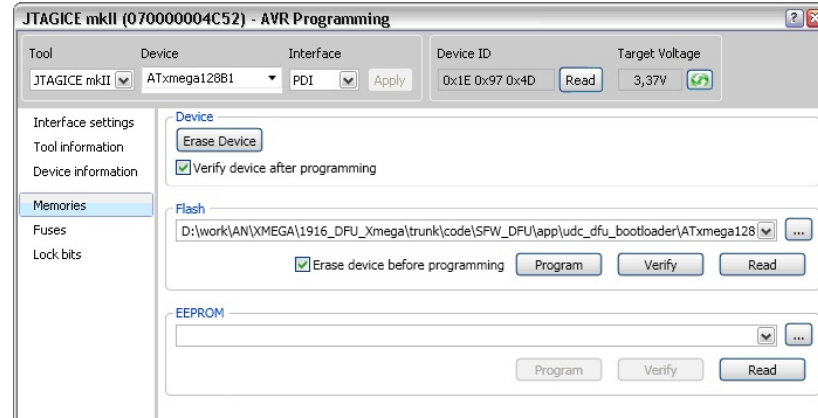 JTAGICE mkII (070000004C52) - AVR Programming
Tool Device Interface Device ID Target Voltage
JTAGICE mkII ATxmega128B1 PDI Apply 0x1E 0x97 0x4D Read 3,37V
Interface settings
Tool information
Device information
Memories
Fuses
Lock bits
Device
Erase Device
Verify device after programming
Flash
D:\work\AN\XMEGA\1916_DFU_Xmega\trunk\code\SFW_DFU\app\udc_dfu_bootloader\ATxmega128 ...
Erase device before programming Program Verify Read
EEPROM
...
Program Verify Read